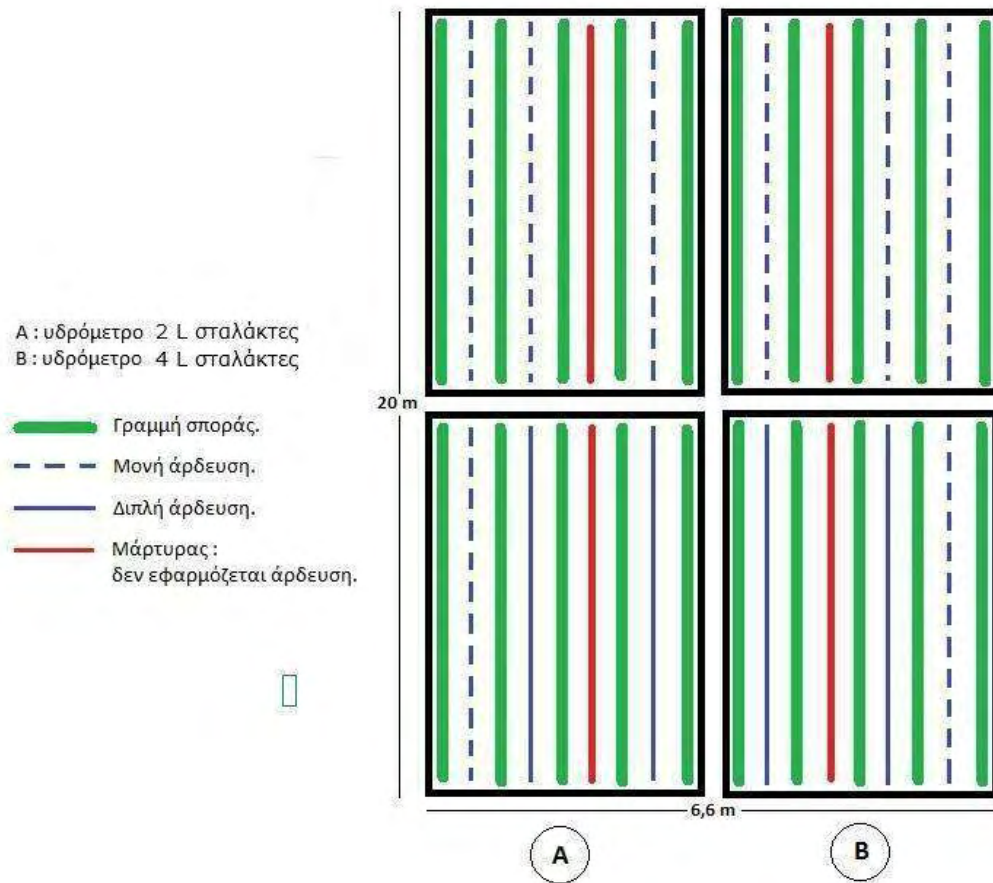 Α : υδρόμετρο 2 L σταλάκτες
Β : υδρόμετρο 4 L σταλάκτες
20 m
Γραμμή σποράς.
Μονή άρδευση.
Διπλή άρδευση.
Μάρτυρας :
δεν εφαρμόζεται άρδευση.
6,6 m
Α
Β